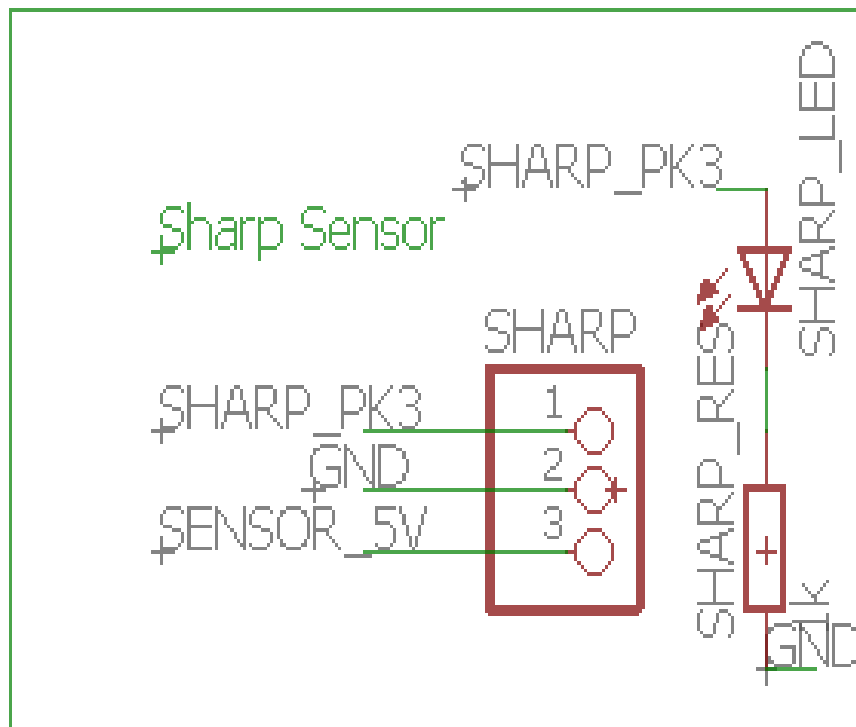 SHARP_LED
SHARP_PK3
Sharp Sensor
SHARP
SHARP_RES
SHARP_PK3
1
GND
2
SENSOR_5V
3
1k
GND